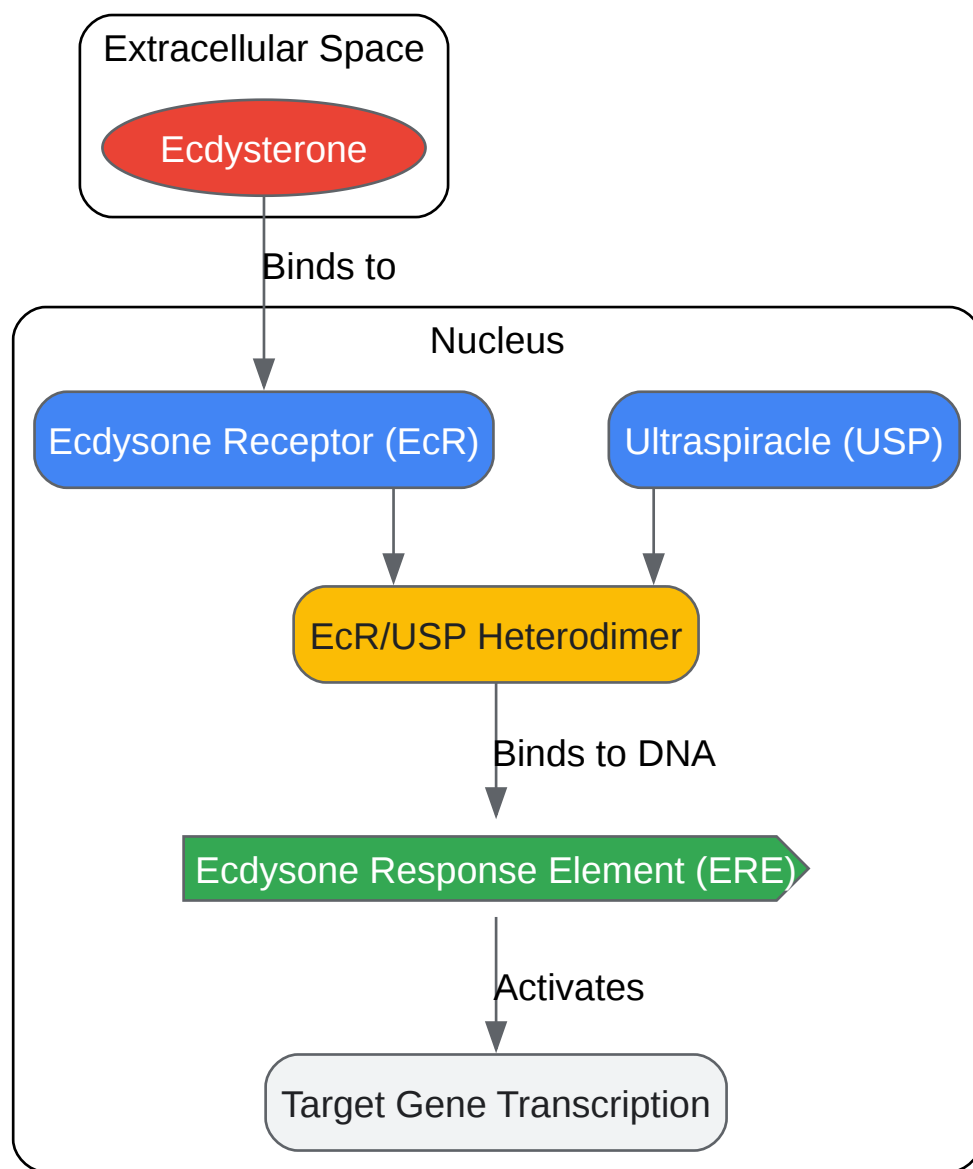 Extracellular Space
Ecdysterone
Binds to
Nucleus
Ecdysone Receptor (EcR)
Ultraspiracle (USP)
EcR/USP Heterodimer
Binds to DNA
Ecdysone Response Element (ERE)
Activates
Target Gene Transcription